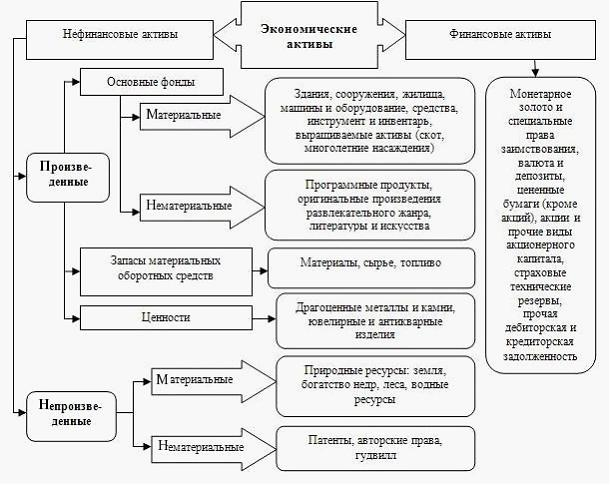 Нефинансовые активы
Экономические
активы
Финансовые активы
Основные фонды
Материальные
Здания, сооружения, жилища,
машины и оборудование, средства,
инструмент и инвентарь,
выращиваемые активы (скот,
многолетние насаждения)
Монетарное
золото и
специальные
права
заимствования,
валюта и
депозиты,
цененные
бумаги (кроме
акций), акции и
прочие виды
акционерного
капитала,
страховые
технические
резервы,
прочая
дебиторская и
кредиторская
задолженность
Произве-
денные
Нематериальные
Программные продукты,
оригинальные произведения
развлекательного жанра,
литературы и искусства
Запасы материальных
оборотных средств
Материалы, сырье, топливо
Ценности
Драгоценные металлы и камни,
ювелирные и антикварные
изделия
Непроизве-
денные
Материальные
Природные ресурсы: земля,
богатство недр, леса, водные
ресурсы
Нематериальные
Патенты, авторские права,
гудвилл